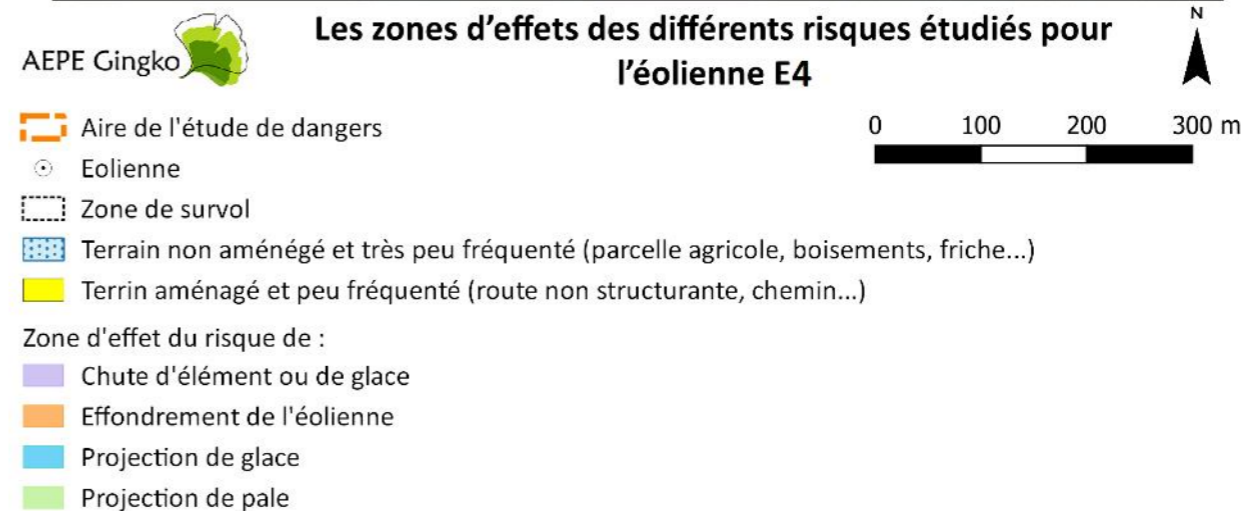 Les zones d’effets des différents risques étudiés pour
l’éolienne E4
AEPE Gingko
N
Aire de l'étude de dangers
0 100 200 300 m
Eolienne
Zone de survol
Terrain non aménégé et très peu fréquenté (parcelle agricole, boisements, friche...)
Terrin aménagé et peu fréquenté (route non structurante, chemin...)
Zone d'effet du risque de :
Chute d'élément ou de glace
Effondrement de l'éolienne
Projection de glace
Projection de pale